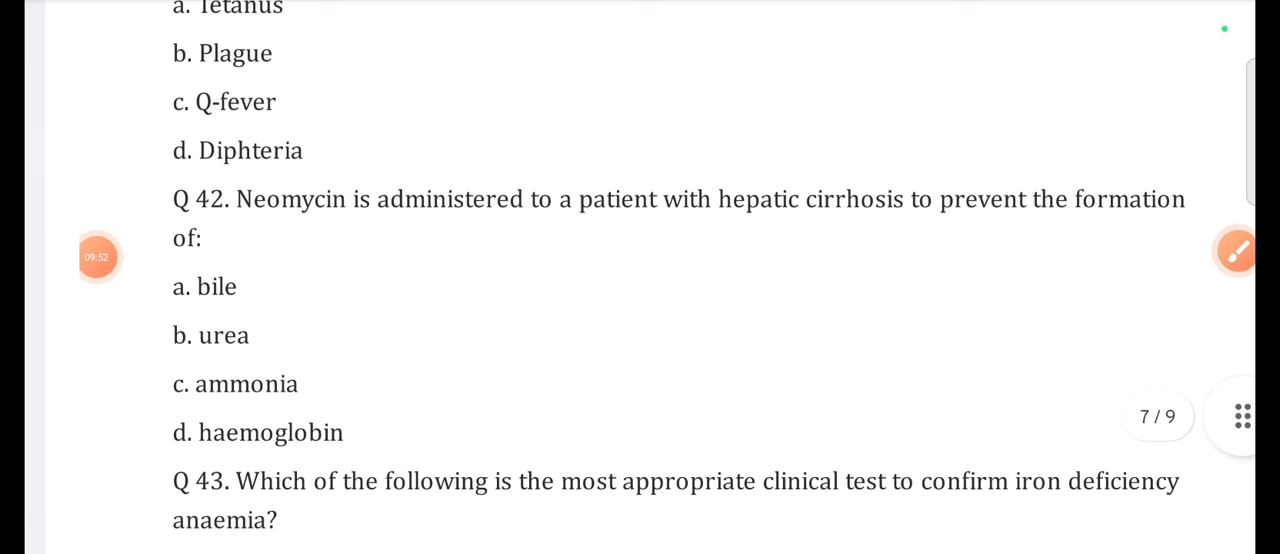 a. Tetanus
b. Plague
c. Q-fever
d. Diphteria
Q 42. Neomycin is administered to a patient with hepatic cirrhosis to prevent the formation
of:
09:52
a. bile
b. urea
c. ammonia
7 / 9
d. haemoglobin
Q 43. Which of the following is the most appropriate clinical test to confirm iron deficiency
anaemia?